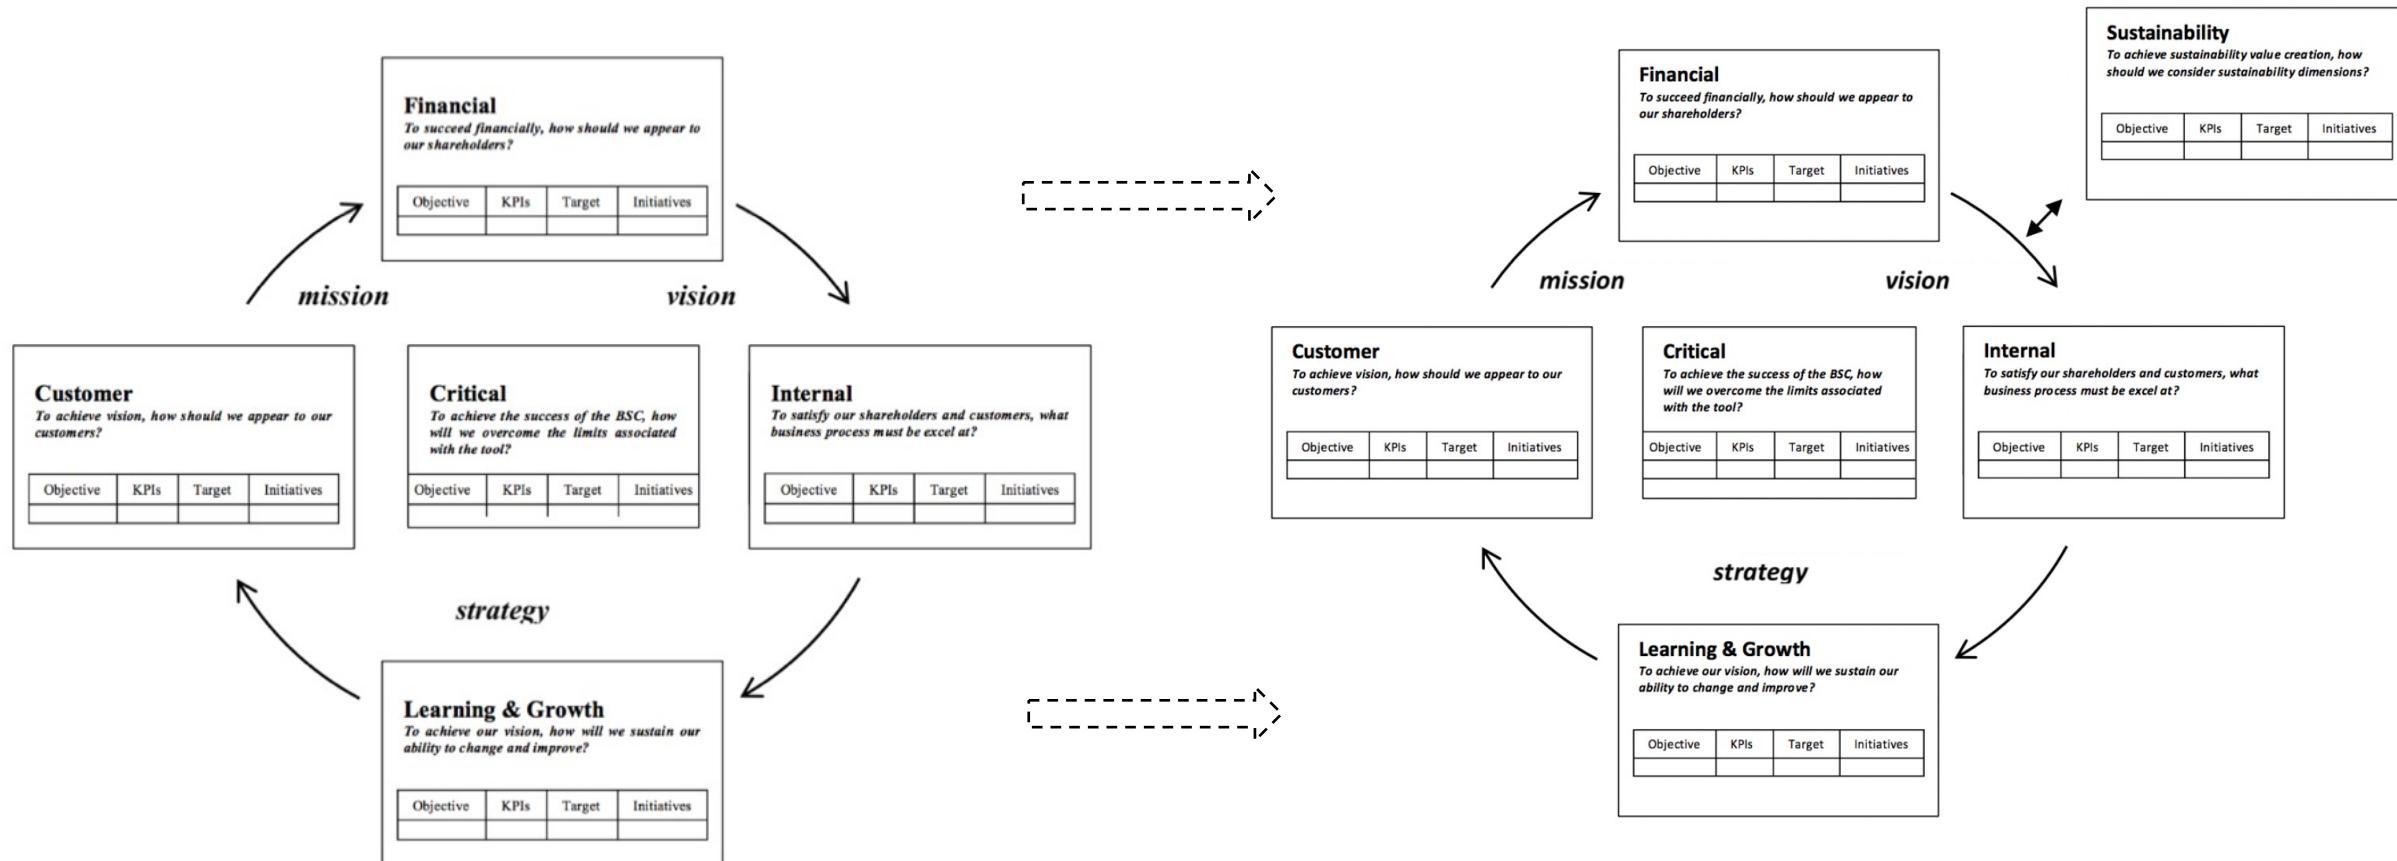 Financial
To succeed financially, how should we appear to
our shareholders?
Objective KPIs Target Initiatives
mission
vision
Customer
To achieve vision, how should we appear to our
customers?
Objective KPIs Target Initiatives
Critical
To achieve the success of the BSC, how
will we overcome the limits associated
with the tool?
Objective KPIs Target Initiatives
Internal
To satisfy our shareholders and customers, what
business process must be excel at?
Objective KPIs Target Initiatives
strategy
Learning & Growth
To achieve our vision, how will we sustain our
ability to change and improve?
Objective KPIs Target Initiatives
Sustainability
To achieve sustainability value creation, how
should we consider sustainability dimensions?
Objective KPIs Target Initiatives
Financial
To succeed financially, how should we appear to
our shareholders?
Objective KPIs Target Initiatives
mission
vision
Customer
To achieve vision, how should we appear to our
customers?
Objective KPIs Target Initiatives
Critical
To achieve the success of the BSC, how
will we overcome the limits associated
with the tool?
Objective KPIs Target Initiatives
Internal
To satisfy our shareholders and customers, what
business process must be excel at?
Objective KPIs Target Initiatives
strategy
Learning & Growth
To achieve our vision, how will we sustain our
ability to change and improve?
Objective KPIs Target Initiatives